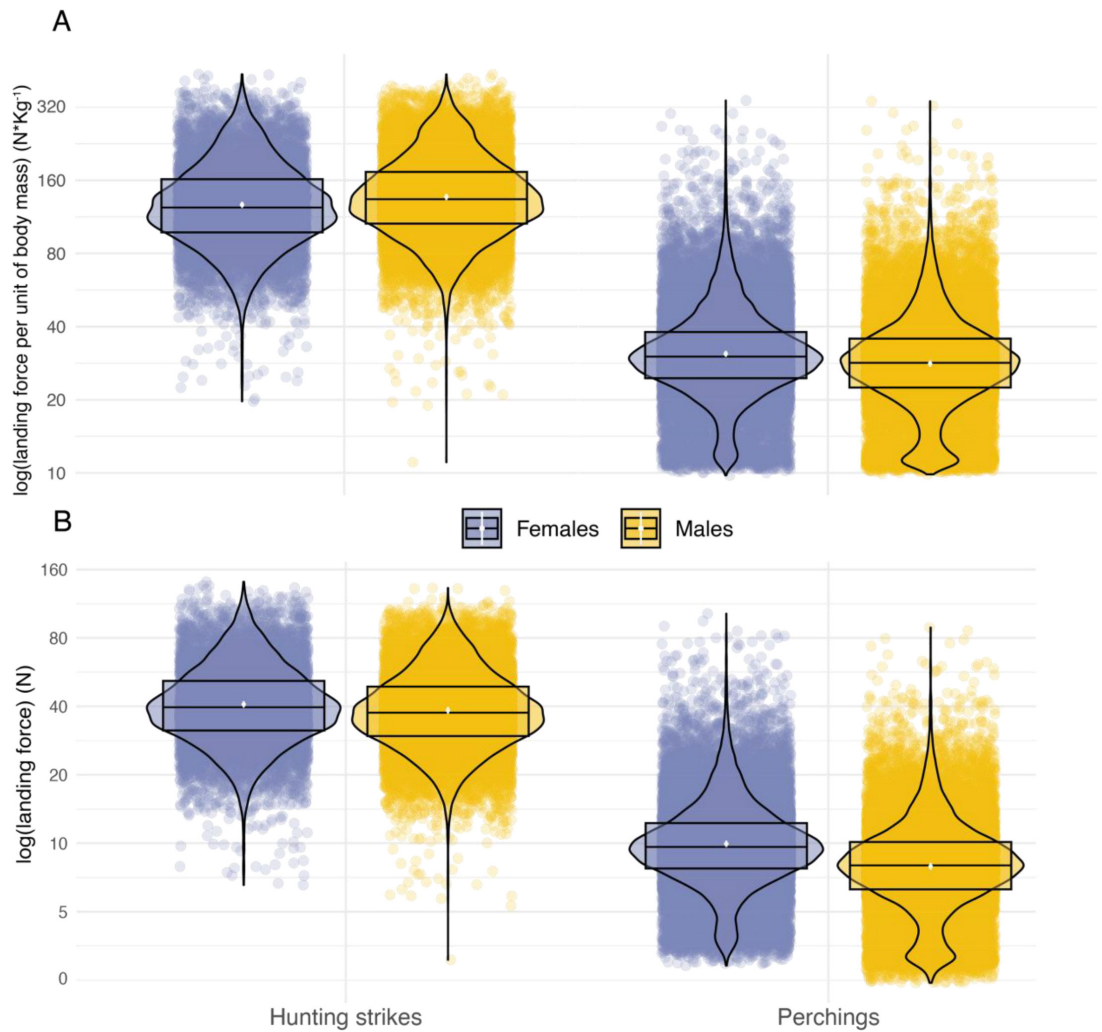 A
log(landing force per unit of body mass) (N*Kg⁻¹)
320
160
80
40
20
10
B
Females
Males
log(landing force) (N)
160
80
40
20
10
5
0
Hunting strikes
Perchings